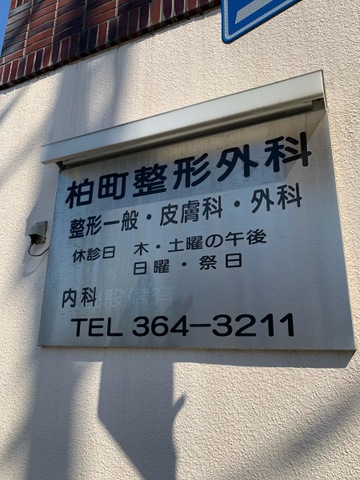 柏町整形外科
整形一般・皮膚科・外科
休診日 木・土曜の午後
日曜・祭日
内科
TEL 364-3211